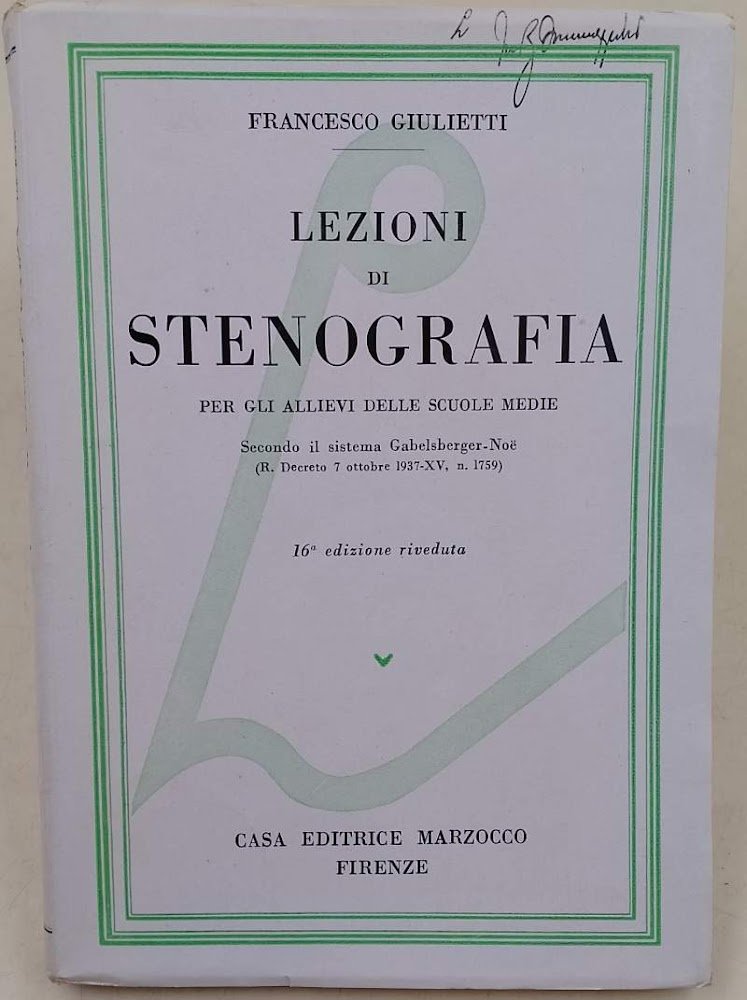 FRANCESCO GIULIETTI
LEZIONI
DI
STENOGRAFIA
PER GLI ALLIEVI DELLE SCUOLE MEDIE
Secondo il sistema Gabelsberger-Noë
(R. Decreto 7 ottobre 1937-XV, n. 1759)
16ª edizione riveduta
CASA EDITRICE MARZOCCO
FIRENZE